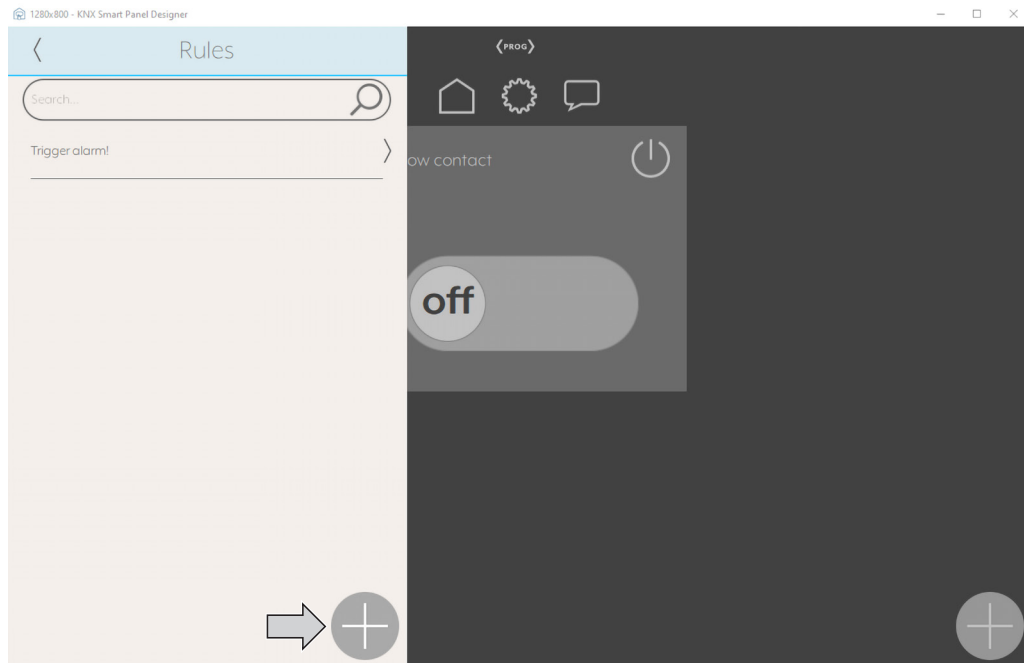 1280x800 - KNX Smart Panel Designer
Rules
‹PROG›
Search...
Trigger alarm!
ow contact
off